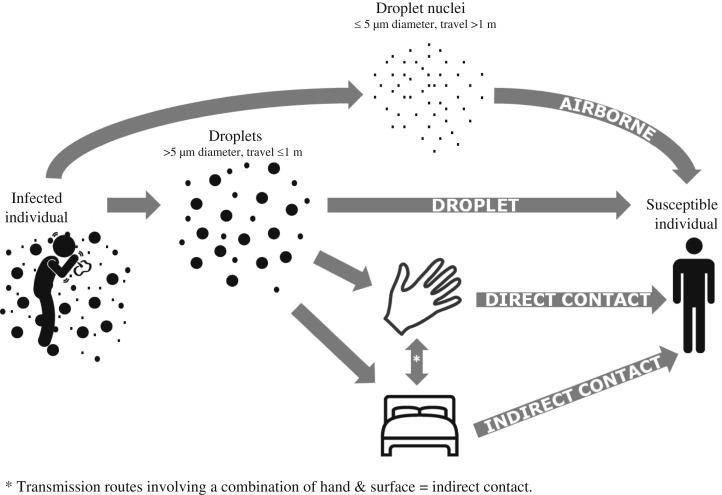 Droplet nuclei
≤ 5 μm diameter, travel >1 m
AIRBORNE
Droplets
>5 μm diameter, travel ≤1 m
Infected
individual
DROPLET
Susceptible
individual
DIRECT CONTACT
*
INDIRECT CONTACT
* Transmission routes involving a combination of hand & surface = indirect contact.